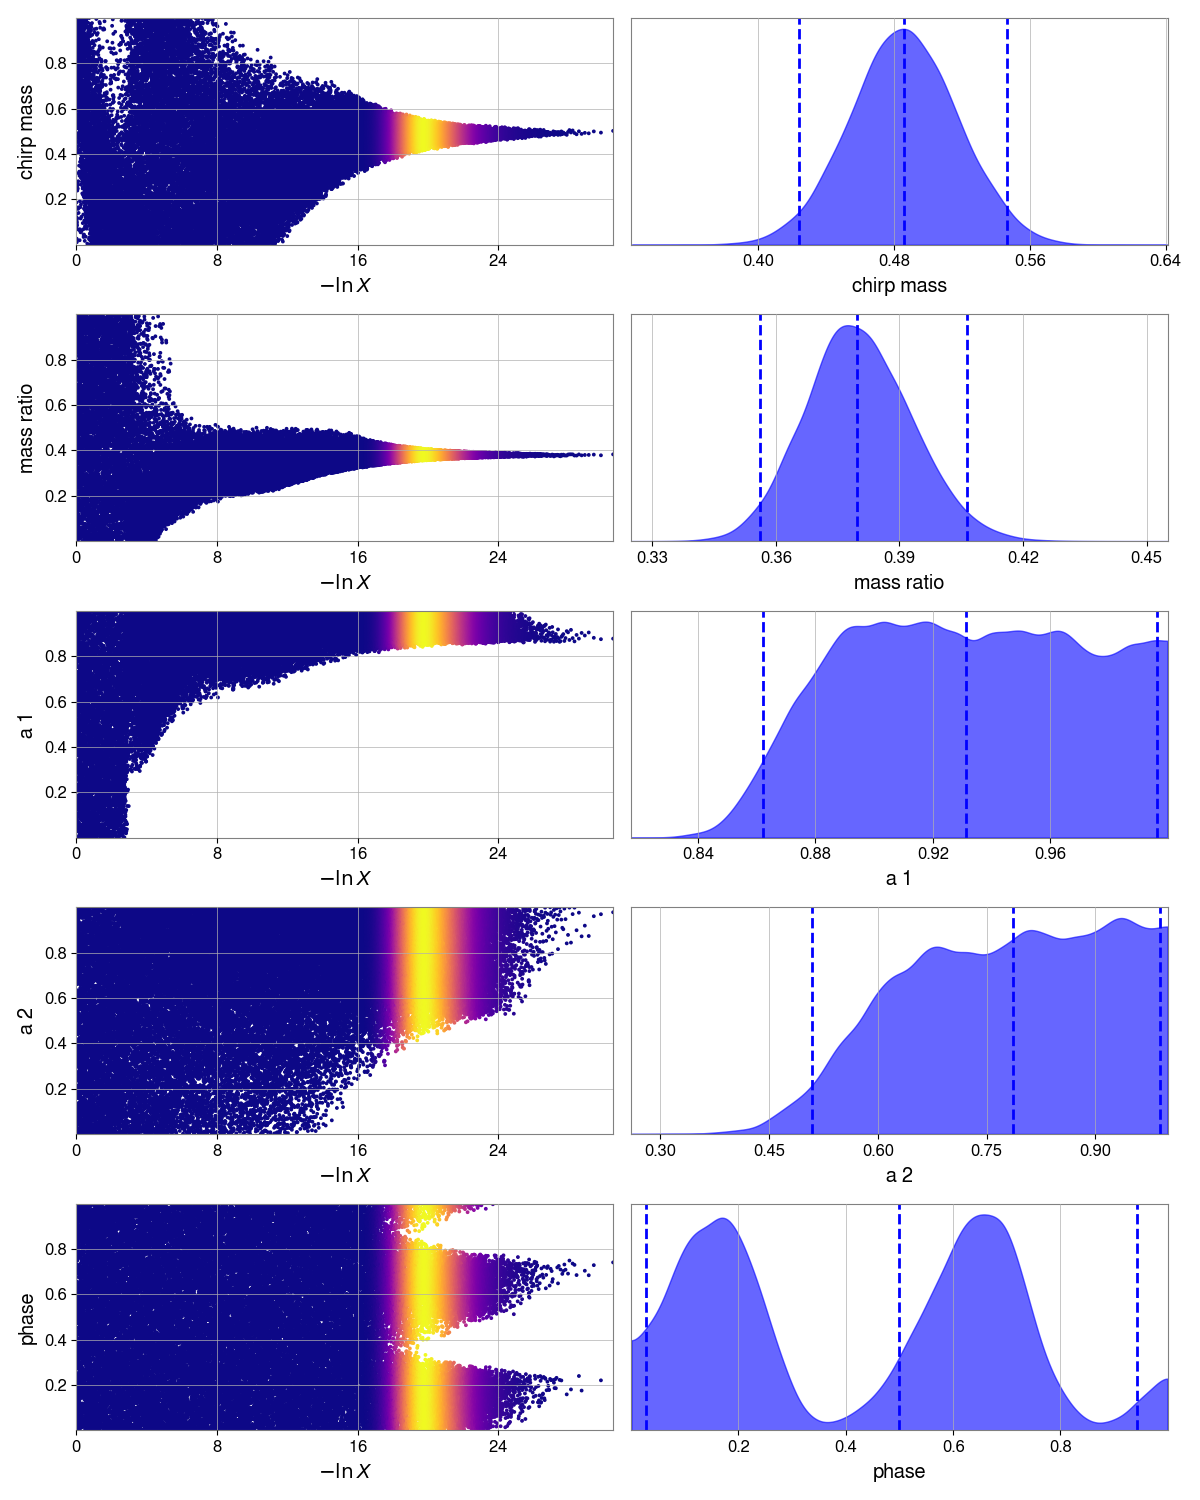 chirp mass
0.8
0.6
0.4
0.2
0 8 16 24
−ln X
0.40 0.48 0.56 0.64
chirp mass
mass ratio
0.8
0.6
0.4
0.2
0 8 16 24
−ln X
0.33 0.36 0.39 0.42 0.45
mass ratio
a 1
0.8
0.6
0.4
0.2
0 8 16 24
−ln X
0.84 0.88 0.92 0.96
a 1
a 2
0.8
0.6
0.4
0.2
0 8 16 24
−ln X
0.30 0.45 0.60 0.75 0.90
a 2
phase
0.8
0.6
0.4
0.2
0 8 16 24
−ln X
0.2 0.4 0.6 0.8
phase